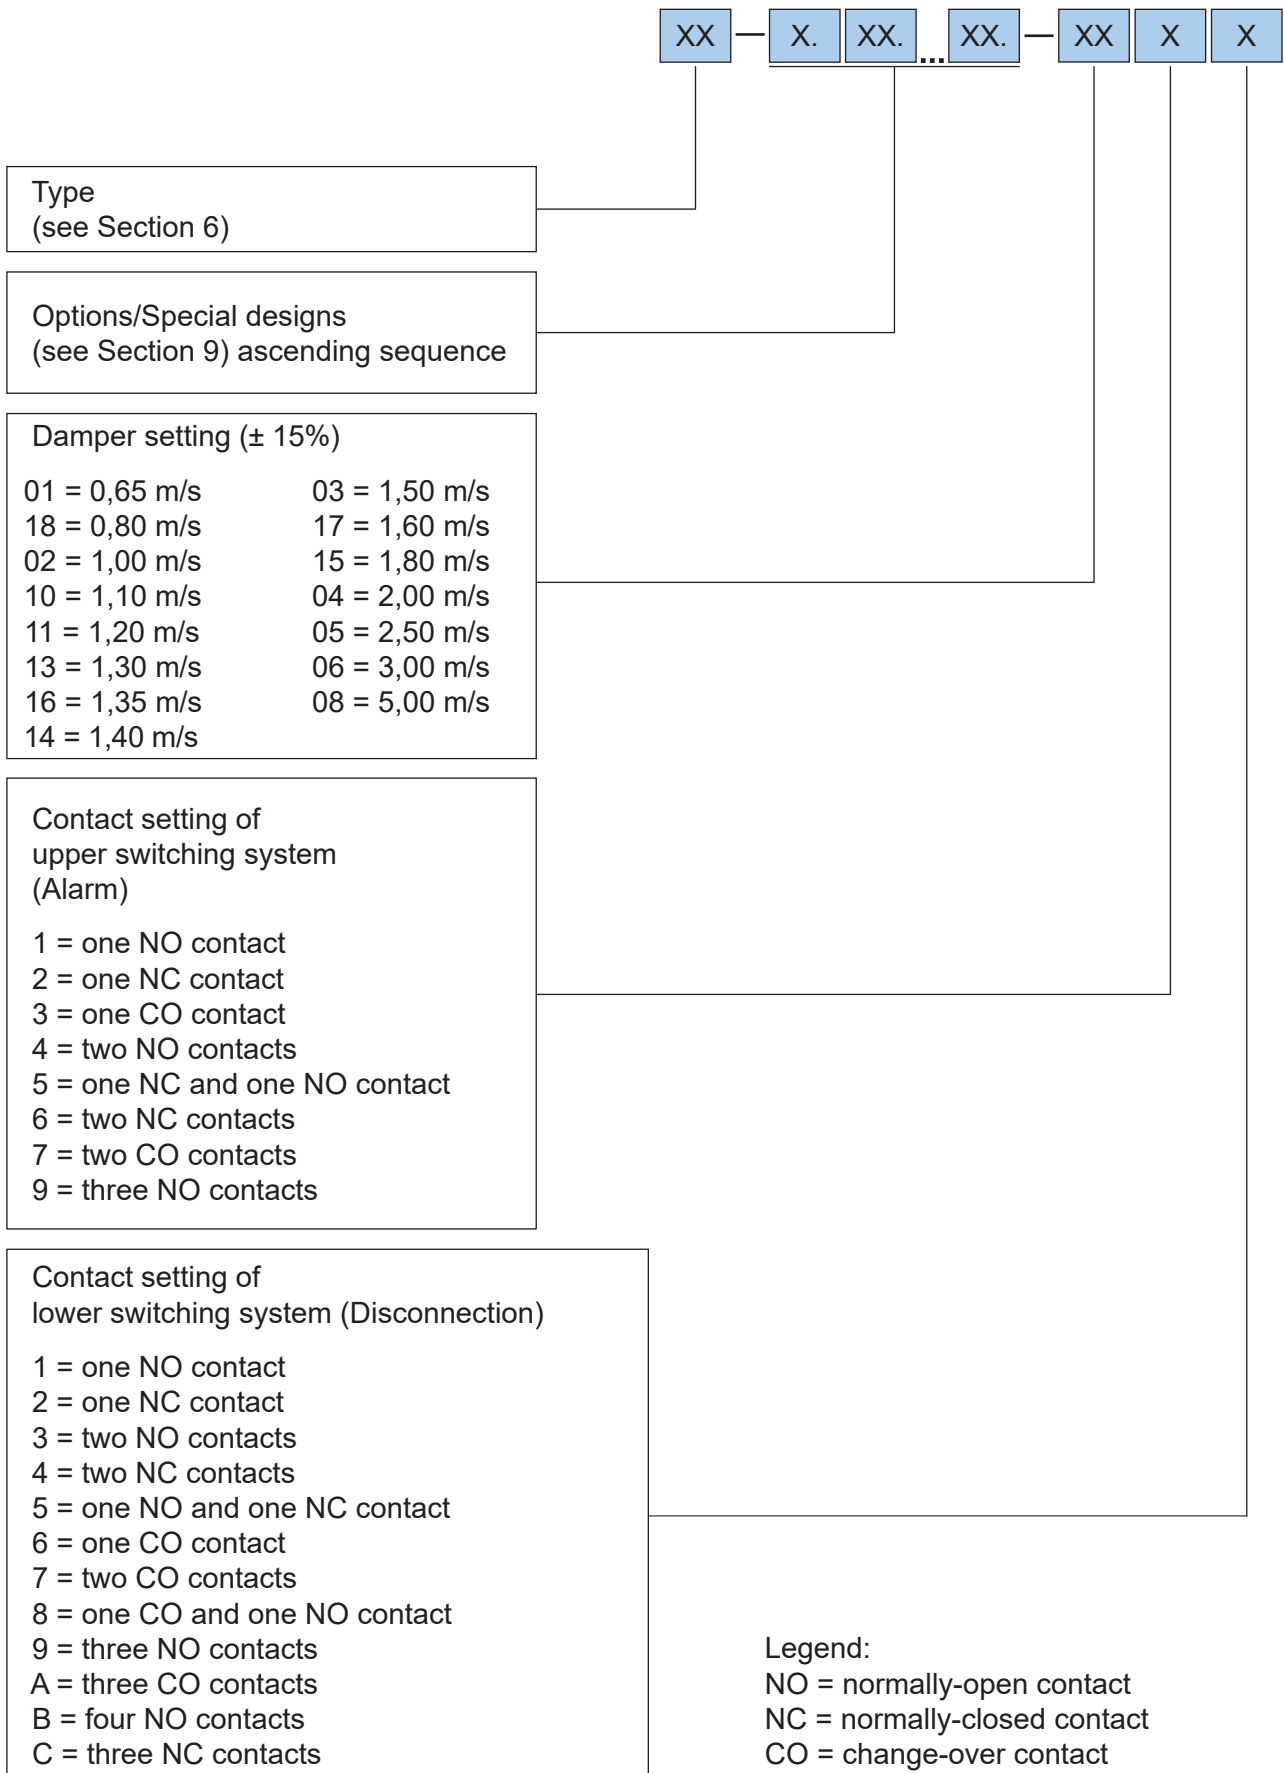 XX — X. XX. ... XX. — XX X X
Type
(see Section 6)
Options/Special designs
(see Section 9) ascending sequence
Damper setting (± 15%)
01 = 0,65 m/s
18 = 0,80 m/s
02 = 1,00 m/s
10 = 1,10 m/s
11 = 1,20 m/s
13 = 1,30 m/s
16 = 1,35 m/s
14 = 1,40 m/s
03 = 1,50 m/s
17 = 1,60 m/s
15 = 1,80 m/s
04 = 2,00 m/s
05 = 2,50 m/s
06 = 3,00 m/s
08 = 5,00 m/s
Contact setting of
upper switching system
(Alarm)
1 = one NO contact
2 = one NC contact
3 = one CO contact
4 = two NO contacts
5 = one NC and one NO contact
6 = two NC contacts
7 = two CO contacts
9 = three NO contacts
Contact setting of
lower switching system (Disconnection)
1 = one NO contact
2 = one NC contact
3 = two NO contacts
4 = two NC contacts
5 = one NO and one NC contact
6 = one CO contact
7 = two CO contacts
8 = one CO and one NO contact
9 = three NO contacts
A = three CO contacts
B = four NO contacts
C = three NC contacts
Legend:
NO = normally-open contact
NC = normally-closed contact
CO = change-over contact